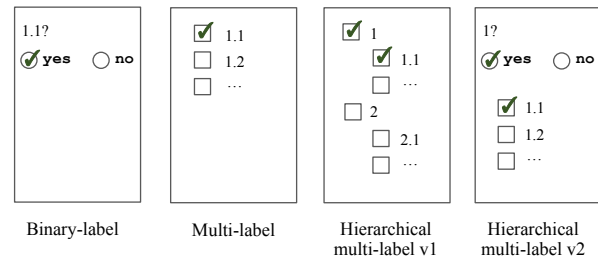 1.1?
yes no
1.1
1.2
...
1
1.1
...
2
2.1
...
1?
yes no
1.1
1.2
...
Binary-label
Multi-label
Hierarchical
multi-label v1
Hierarchical
multi-label v2